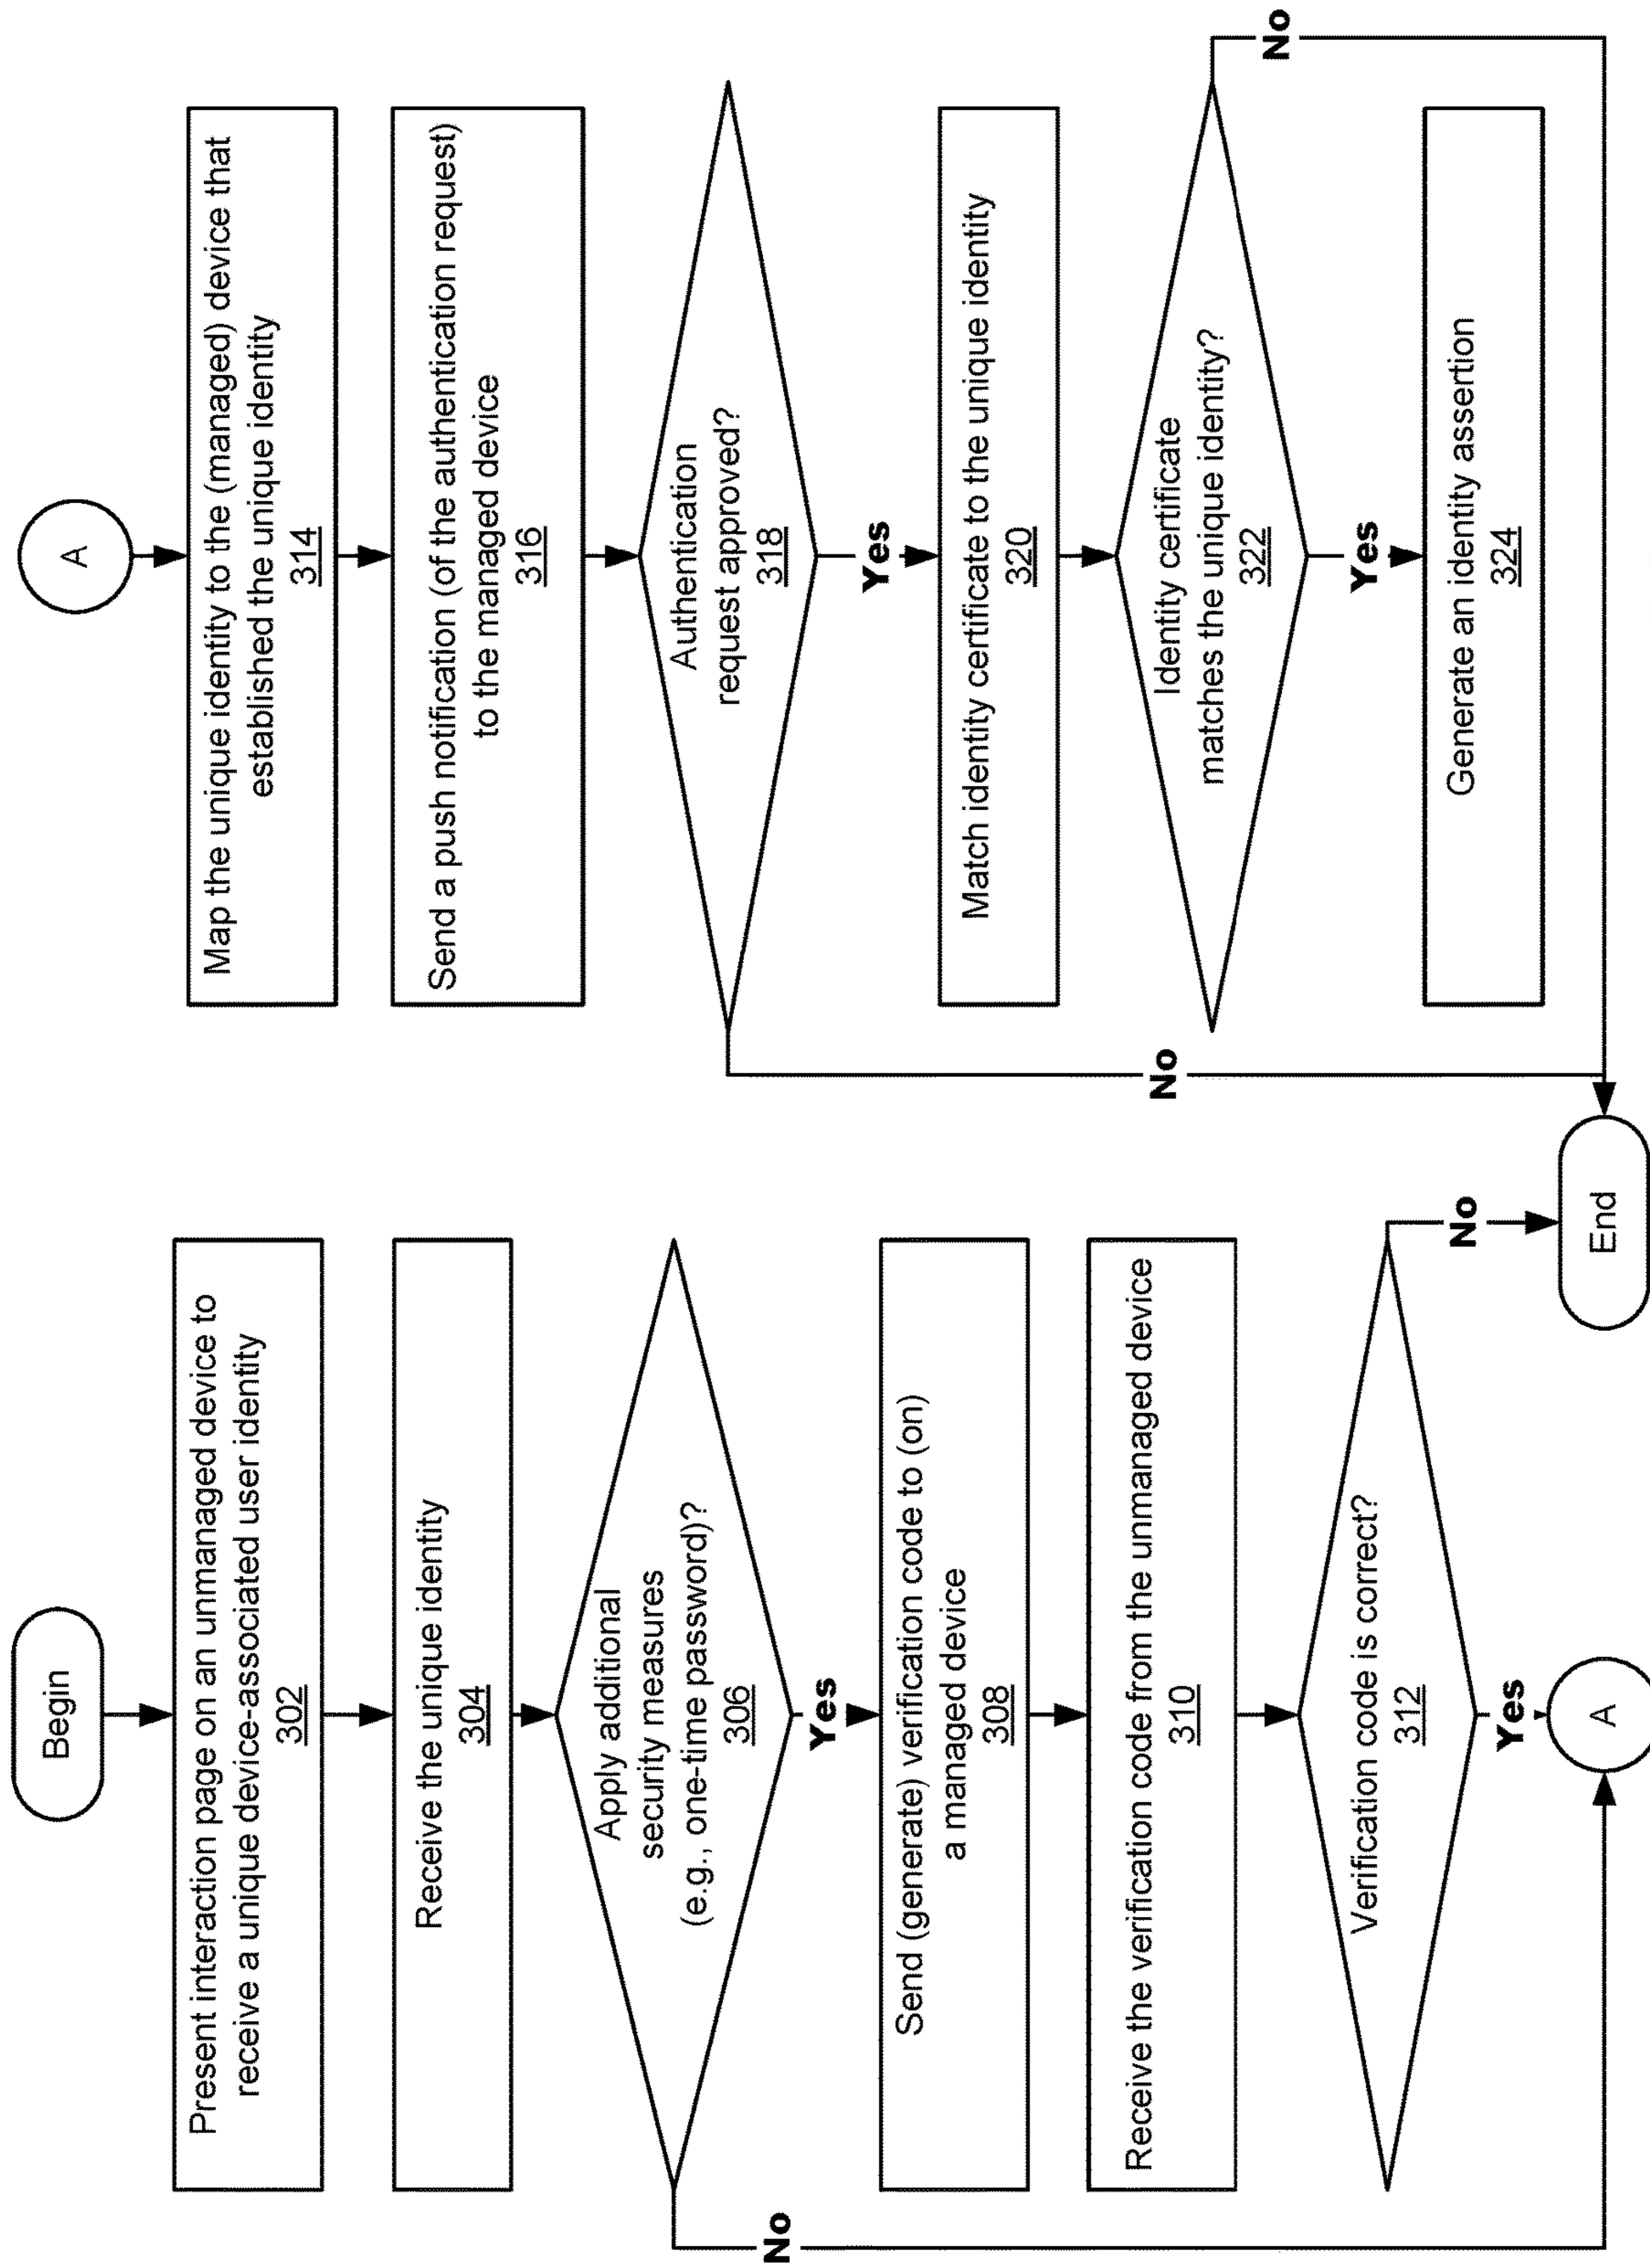 Begin
Present interaction page on an unmanaged device to
receive a unique device-associated user identity
302
Receive the unique identity
304
Apply additional
security measures
(e.g., one-time password)?
306
No
Yes
Send (generate) verification code to (on)
a managed device
308
Receive the verification code from the unmanaged device
310
Verification code is correct?
312
No
Yes
A
End
A
Map the unique identity to the (managed) device that
established the unique identity
314
Send a push notification (of the authentication request)
to the managed device
316
Authentication
request approved?
318
No
Yes
Match identity certificate to the unique identity
320
Identity certificate
matches the unique identity?
322
No
Yes
Generate an identity assertion
324